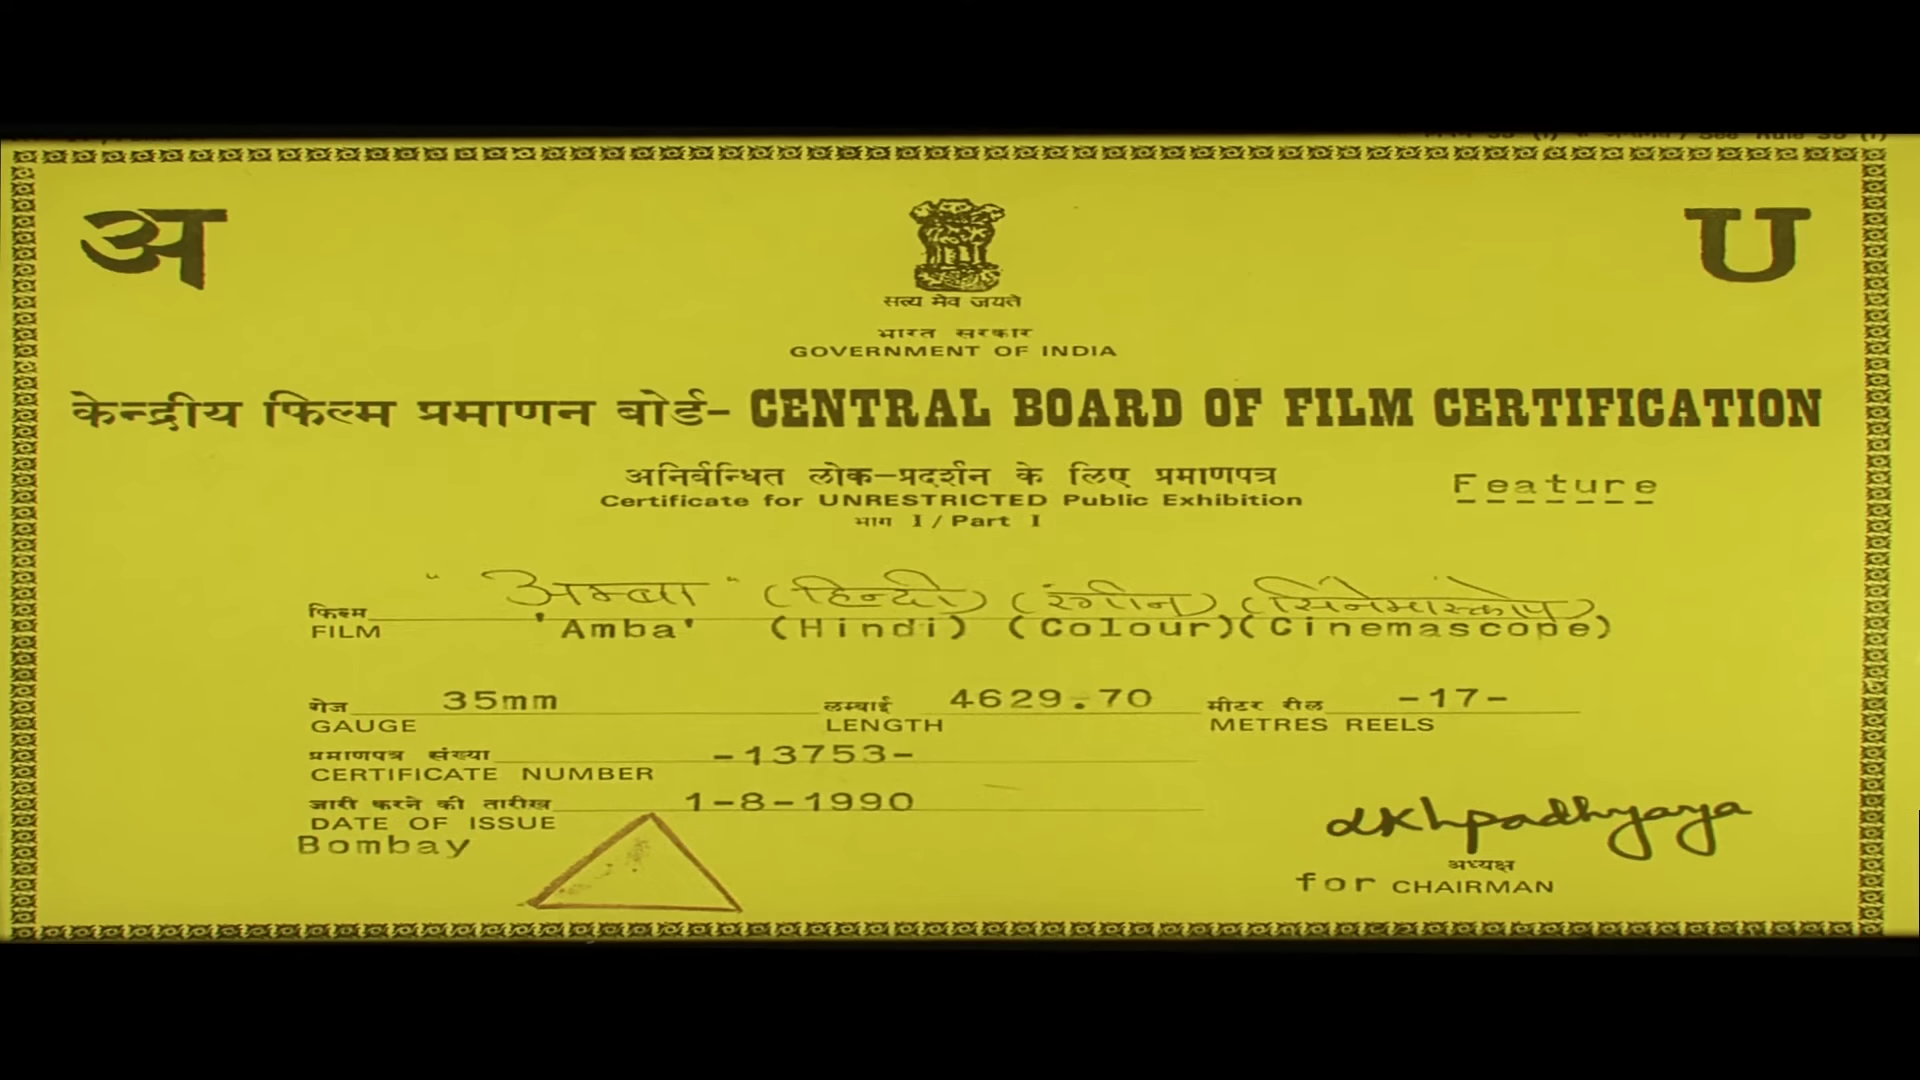 अ
U
सत्य मेव जयते
भारत सरकार
GOVERNMENT OF INDIA
केन्द्रीय फिल्म प्रमाणन बोर्ड- CENTRAL BOARD OF FILM CERTIFICATION
अनिर्बन्धित लोक-प्रदर्शन के लिए प्रमाणपत्र
Certificate for UNRESTRICTED Public Exhibition
Feature
भाग I / Part I
फिल्म " अम्बा " (हिन्दी) (रंगीन) (सिनेमास्कोप)
FILM 'Amba' (Hindi) (Colour) (Cinemascope)
गेज 35mm लम्बाई 4629.70 मीटर रील -17-
GAUGE LENGTH METRES REELS
प्रमाणपत्र संख्या -13753-
CERTIFICATE NUMBER
जारी करने की तारीख 1-8-1990
DATE OF ISSUE
Bombay
अध्यक्ष
for CHAIRMAN